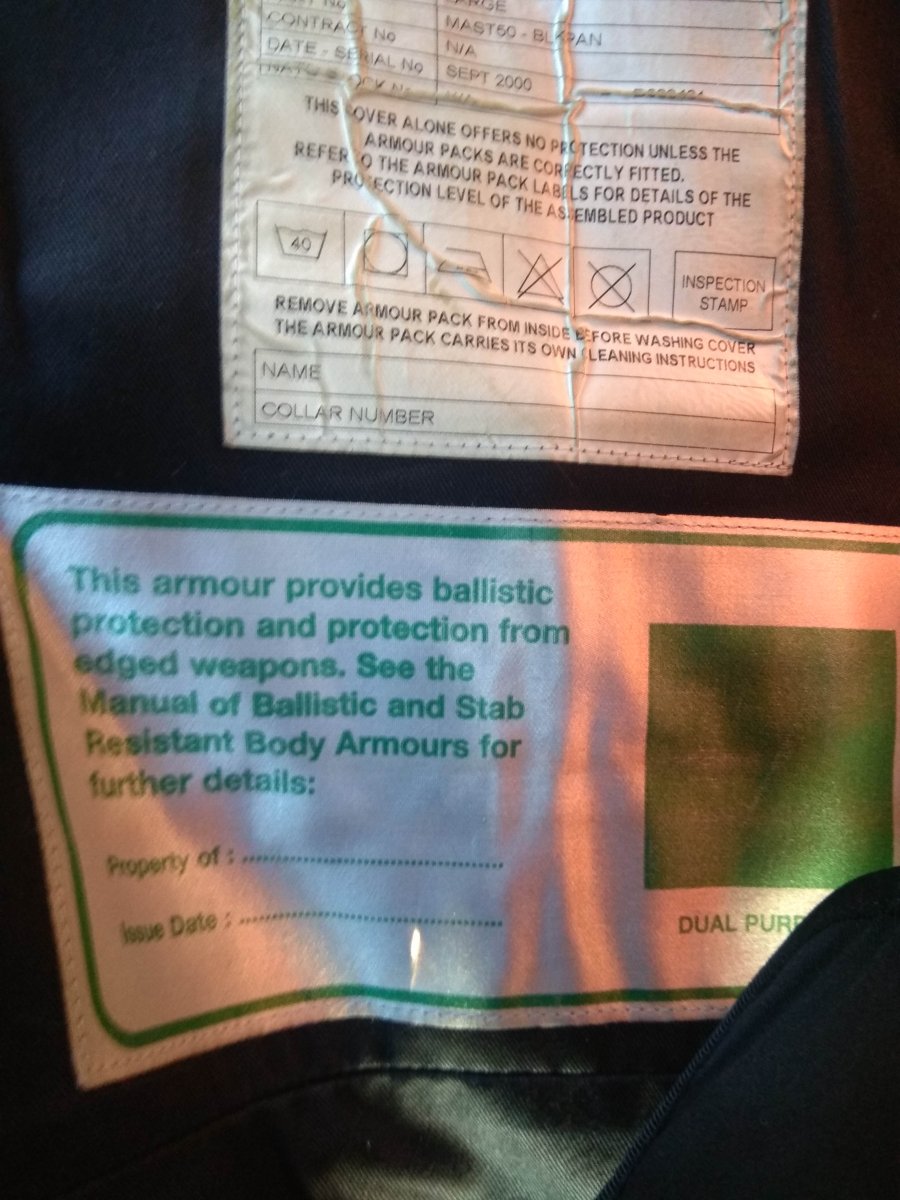 LARGE
CONTRACT No MAST50 - BLKPAN
DATE - SERIAL No N/A
SEPT 2000
THIS COVER ALONE OFFERS NO PROTECTION UNLESS THE
ARMOUR PACKS ARE CORRECTLY FITTED.
REFER TO THE ARMOUR PACK LABELS FOR DETAILS OF THE
PROTECTION LEVEL OF THE ASSEMBLED PRODUCT
40
INSPECTION
STAMP
REMOVE ARMOUR PACK FROM INSIDE BEFORE WASHING COVER
THE ARMOUR PACK CARRIES ITS OWN CLEANING INSTRUCTIONS
NAME
COLLAR NUMBER
This armour provides ballistic
protection and protection from
edged weapons. See the
Manual of Ballistic and Stab
Resistant Body Armours for
further details:
Property of :
Issue Date :
DUAL PURP